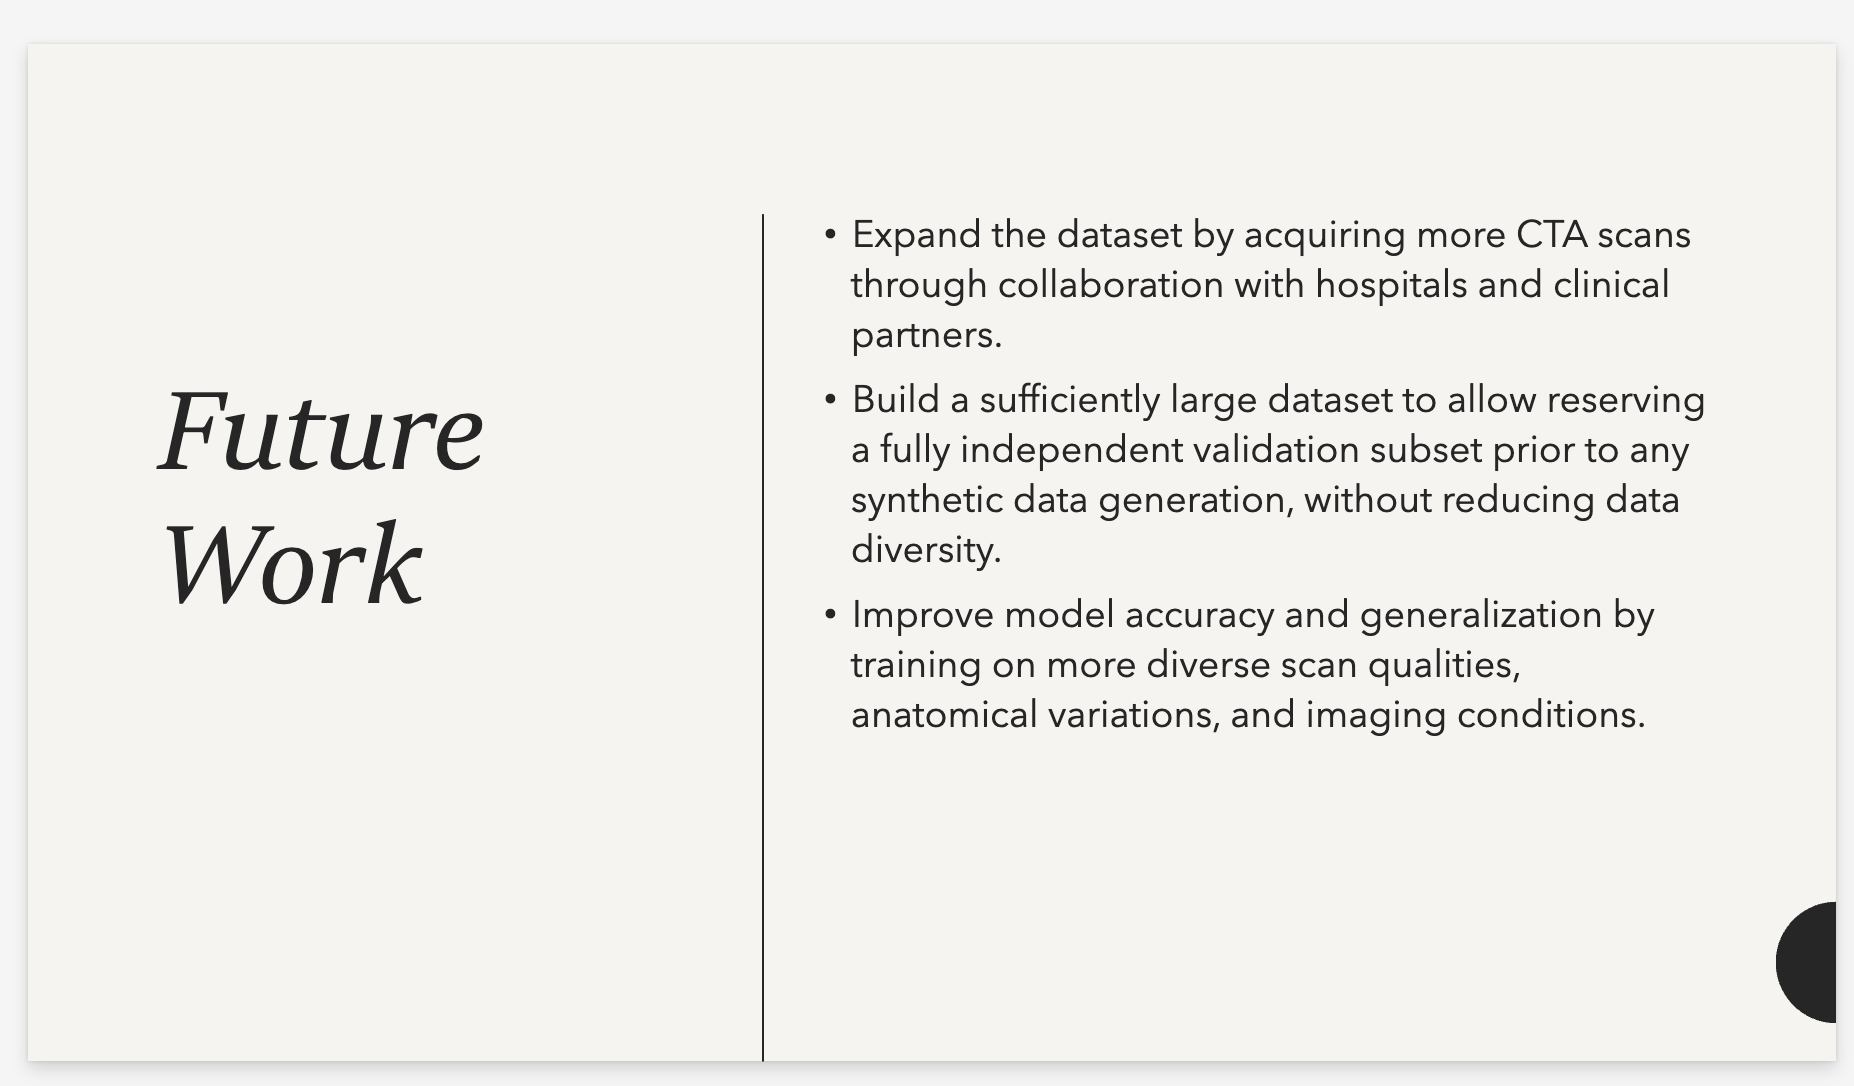 Future
Work
• Expand the dataset by acquiring more CTA scans
through collaboration with hospitals and clinical
partners.
• Build a sufficiently large dataset to allow reserving
a fully independent validation subset prior to any
synthetic data generation, without reducing data
diversity.
• Improve model accuracy and generalization by
training on more diverse scan qualities,
anatomical variations, and imaging conditions.